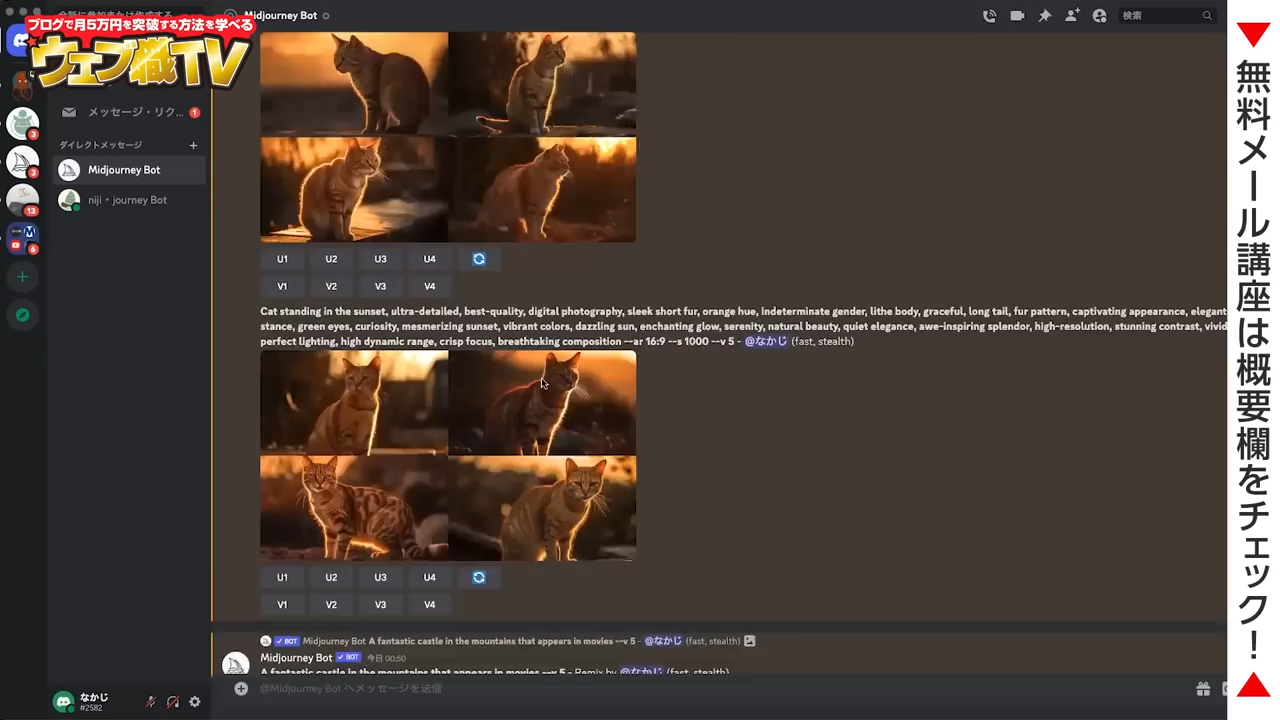 ブログで月5万円を突破する方法を学べる
ウェブ職TV
Midjourney Bot
検索
メッセージ・リク...
1
ダイレクトメッセージ
+
Midjourney Bot
niji・journey Bot
3
3
13
6
U1 U2 U3 U4
V1 V2 V3 V4
Cat standing in the sunset, ultra-detailed, best-quality, digital photography, sleek short fur, orange hue, indeterminate gender, lithe body, graceful, long tail, fur pattern, captivating appearance, elegant
stance, green eyes, curiosity, mesmerizing sunset, vibrant colors, dazzling sun, enchanting glow, serenity, natural beauty, quiet elegance, awe-inspiring splendor, high-resolution, stunning contrast, vivid
perfect lighting, high dynamic range, crisp focus, breathtaking composition --ar 16:9 --s 1000 --v 5 - @なかじ (fast, stealth)
U1 U2 U3 U4
V1 V2 V3 V4
BOT Midjourney Bot A fantastic castle in the mountains that appears in movies --v 5 - @なかじ (fast, stealth)
Midjourney Bot BOT 今日 00:50
A fantastic castle in the mountains that appears in movies --v 5 - Remix by @なかじ (fast, stealth)
@Midjourney Bot へメッセージを送信
なかじ
#2582
▼無料メール講座は概要欄をチェック！▲